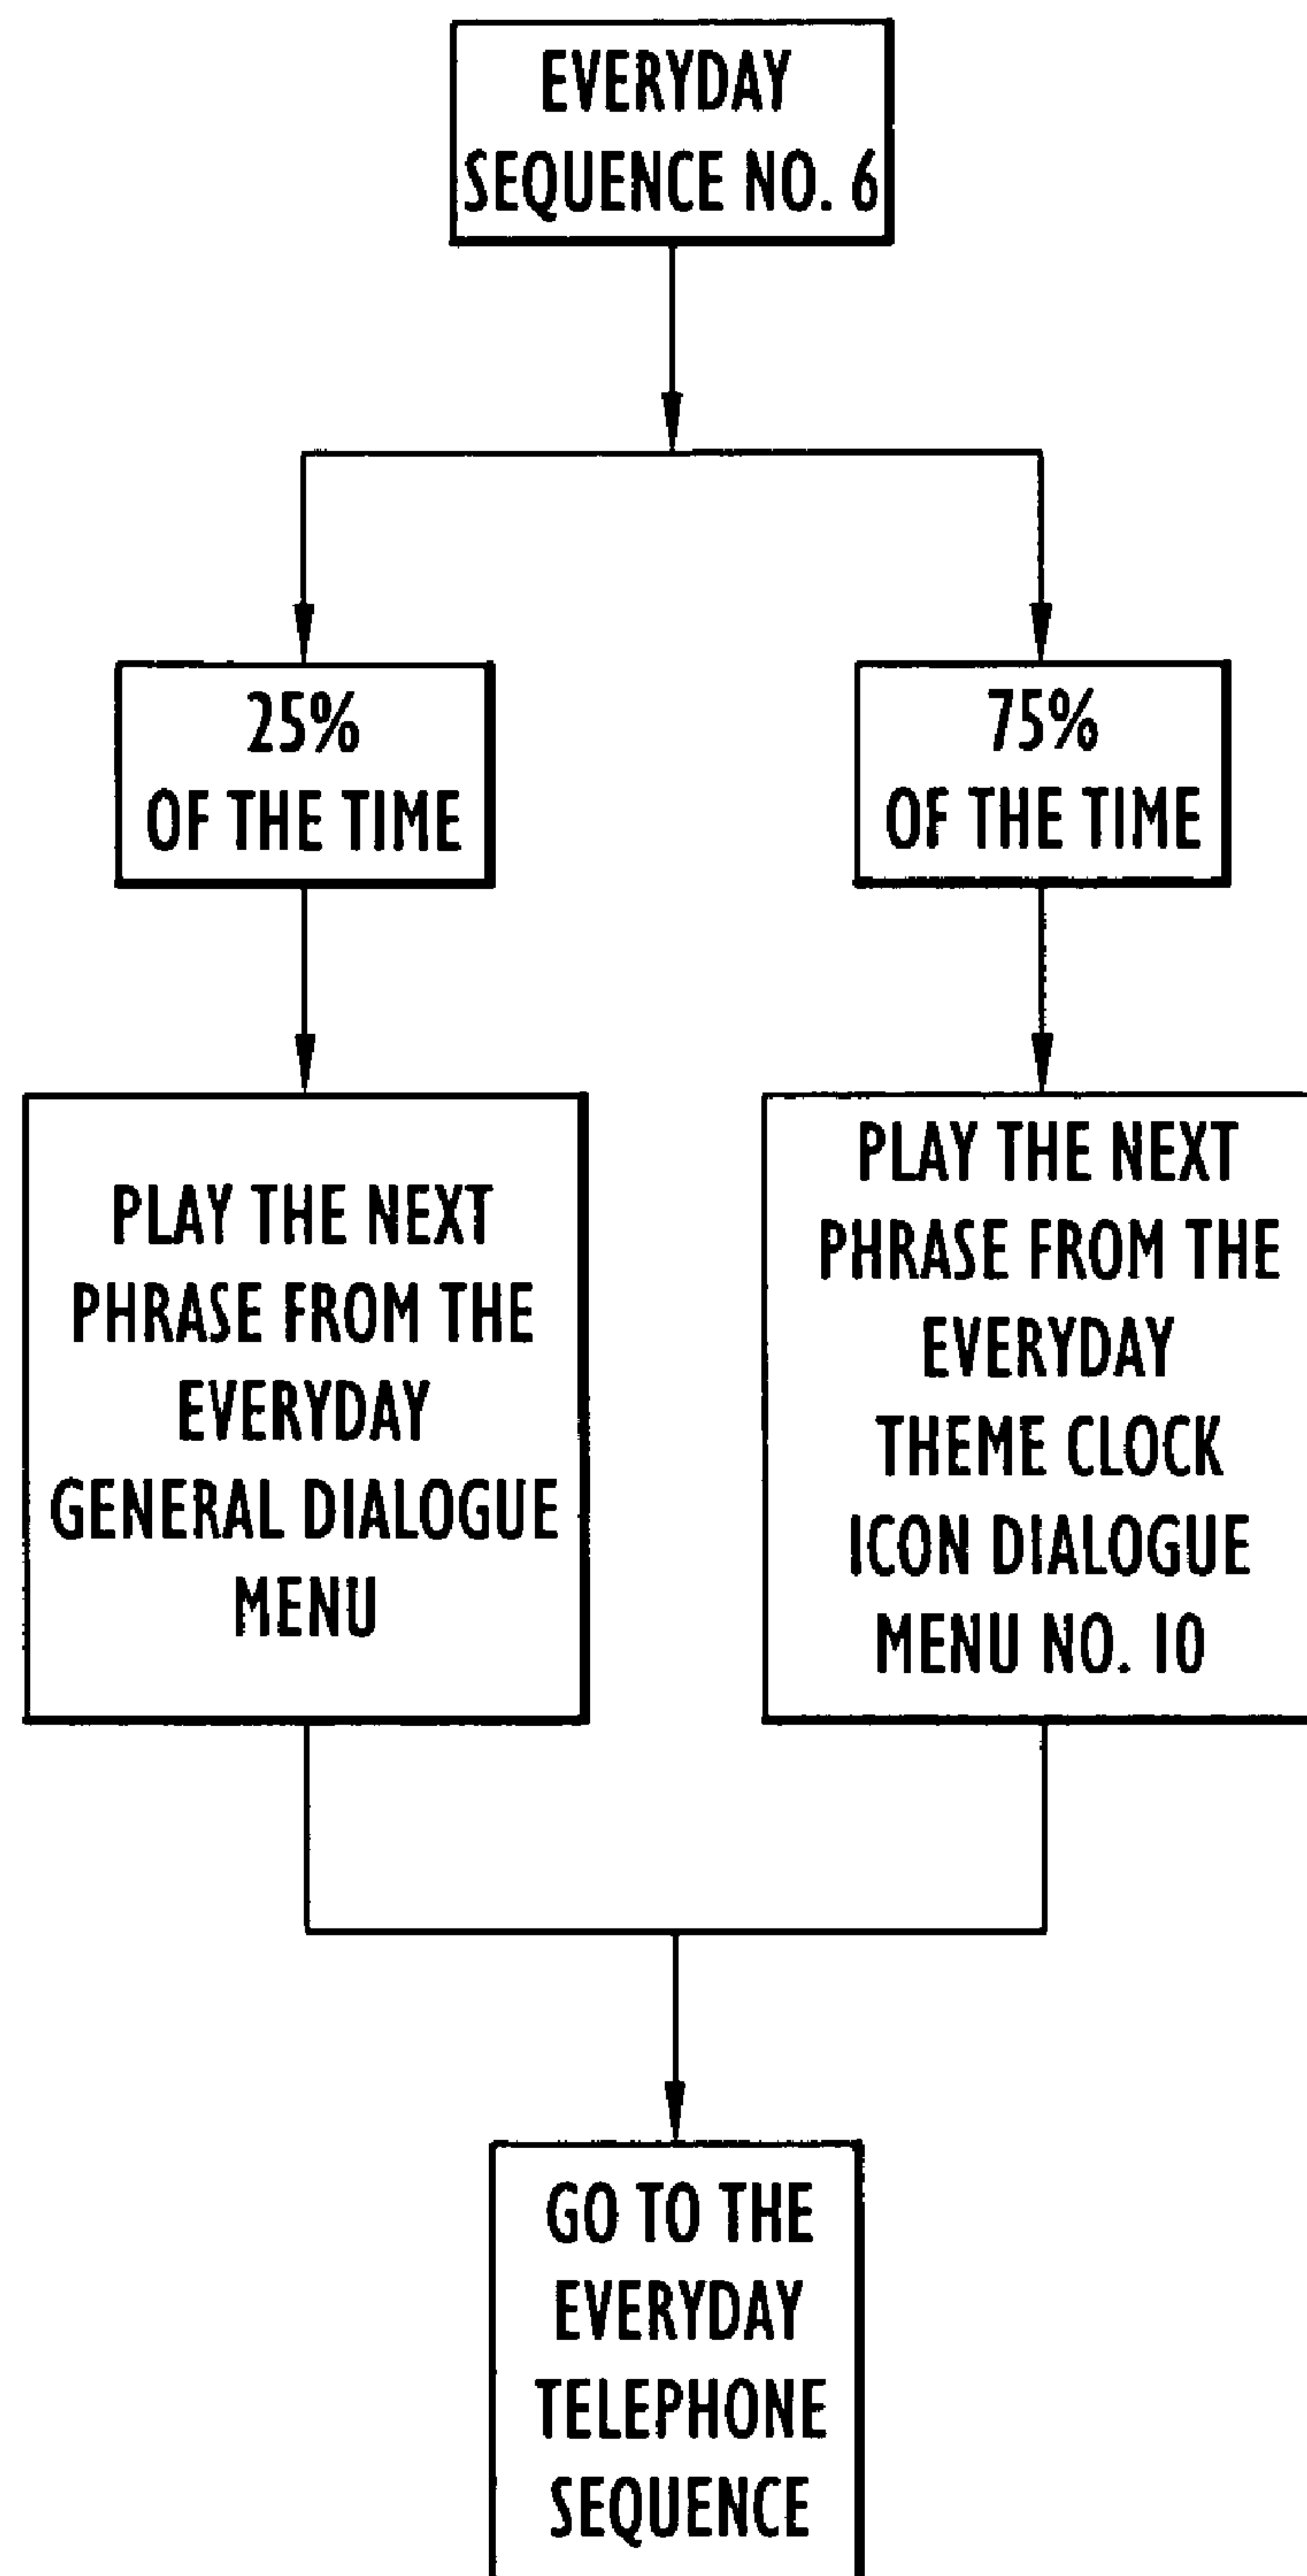 EVERYDAY
SEQUENCE NO. 6
25%
OF THE TIME
75%
OF THE TIME
PLAY THE NEXT
PHRASE FROM THE
EVERYDAY
GENERAL DIALOGUE
MENU
PLAY THE NEXT
PHRASE FROM THE
EVERYDAY
THEME CLOCK
ICON DIALOGUE
MENU NO. 10
GO TO THE
EVERYDAY
TELEPHONE
SEQUENCE